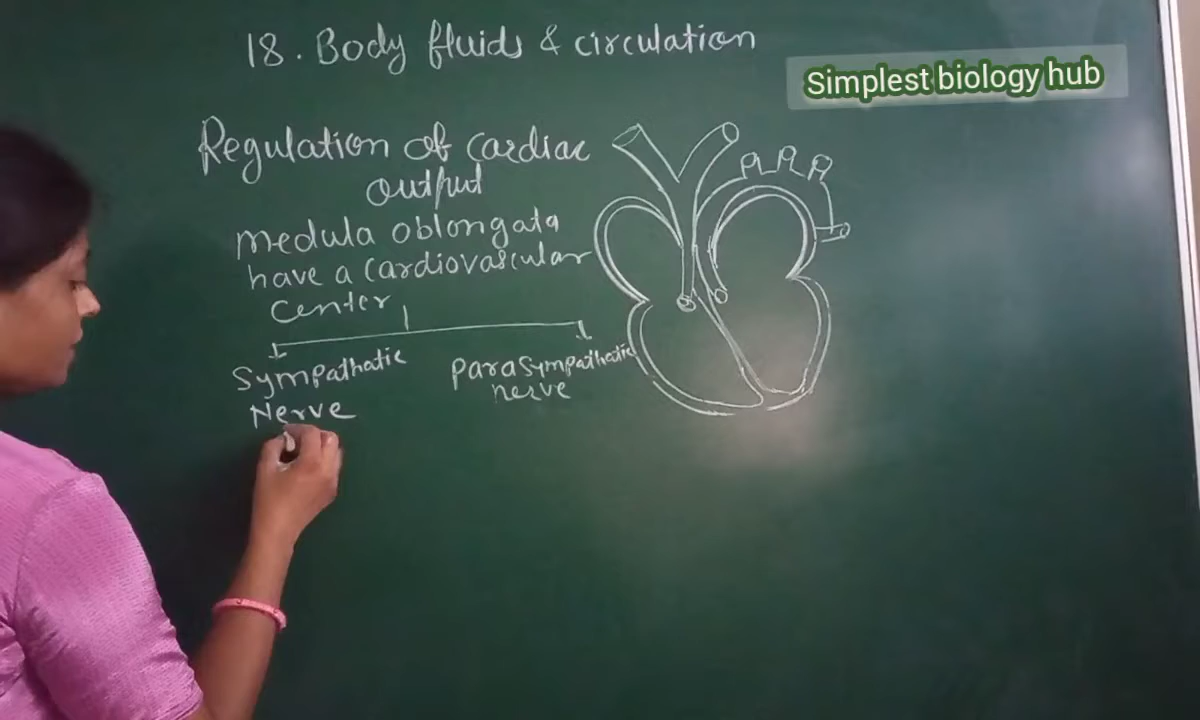 18. Body fluids & circulation
Simplest biology hub
Regulation of cardiac
output
medula oblongata
have a cardiovascular
center
Sympathatic
Nerve
parasympathatic
nerve